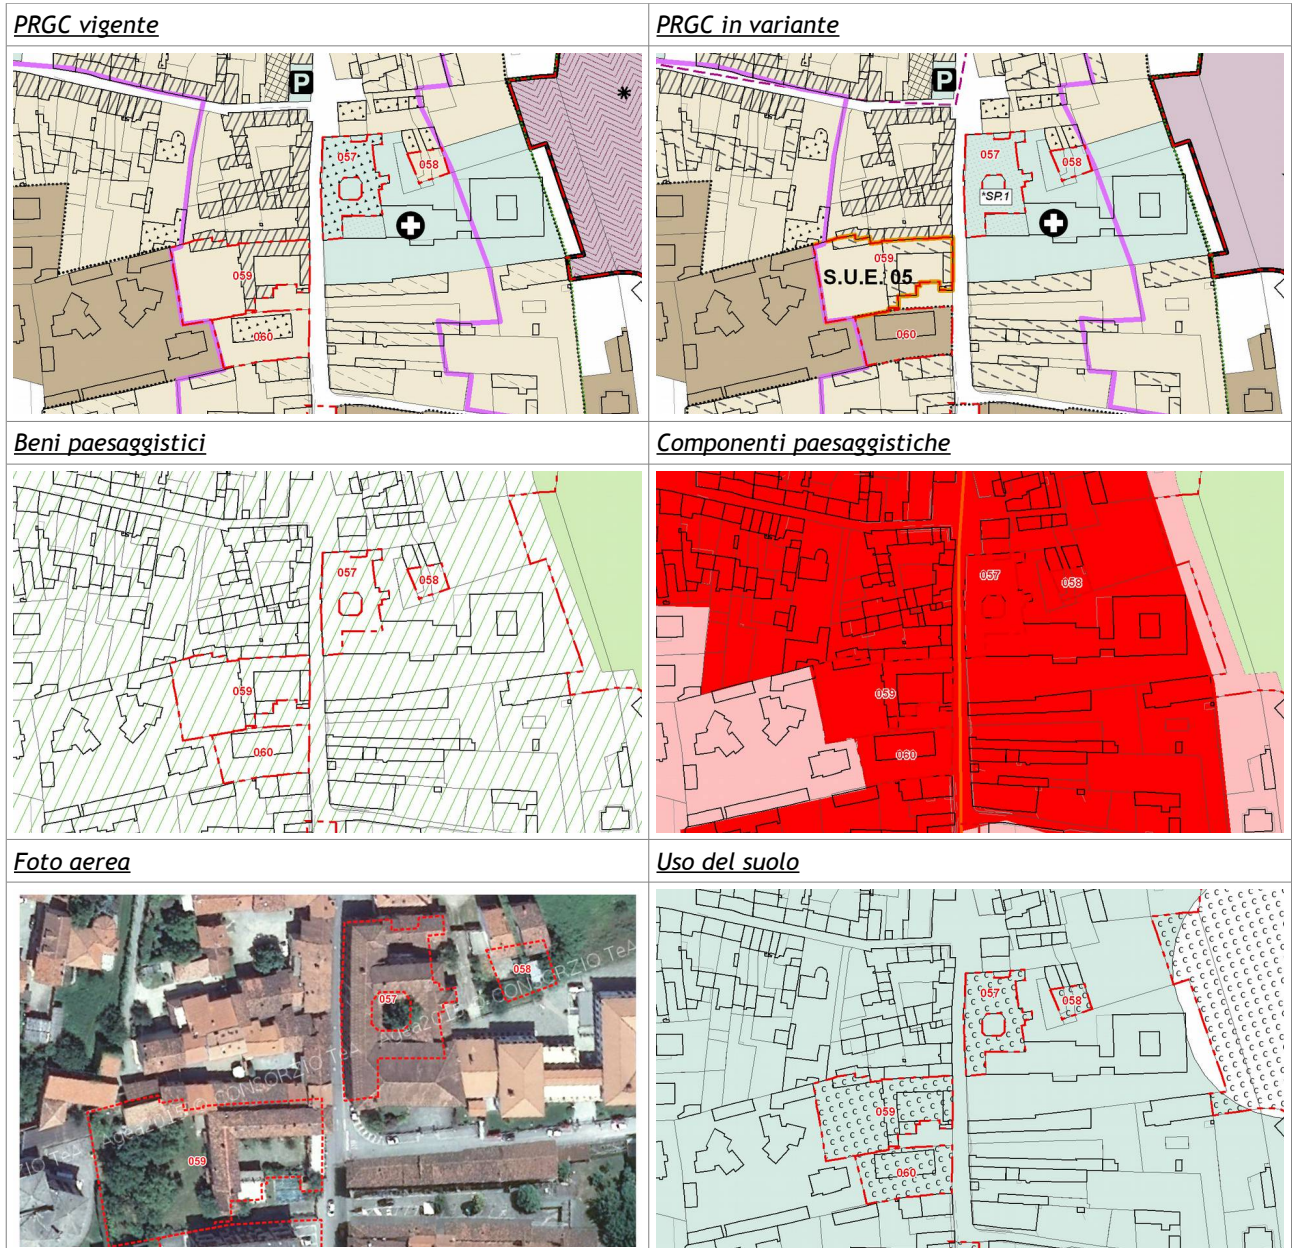 PRGC vigente
PRGC in variante
P
057
058
059
060
P
057
058
*SP.1
059
S.U.E. 05
060
Beni paesaggistici
Componenti paesaggistiche
057
058
059
060
057
058
059
060
Foto aerea
Uso del suolo
057
058
059
CONSORZIO TeA
CONSORZIO TeA
057
058
059
060